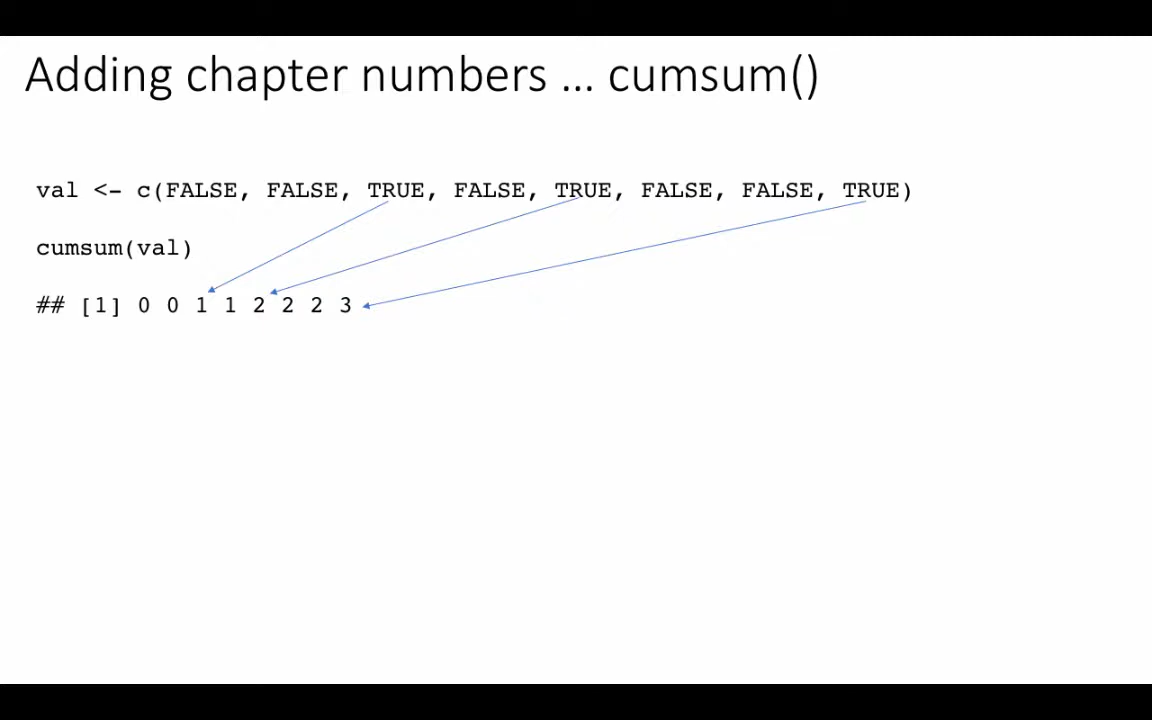 Adding chapter numbers ... cumsum()
val <- c(FALSE, FALSE, TRUE, FALSE, TRUE, FALSE, FALSE, TRUE)
cumsum(val)
## [1] 0 0 1 1 2 2 2 3